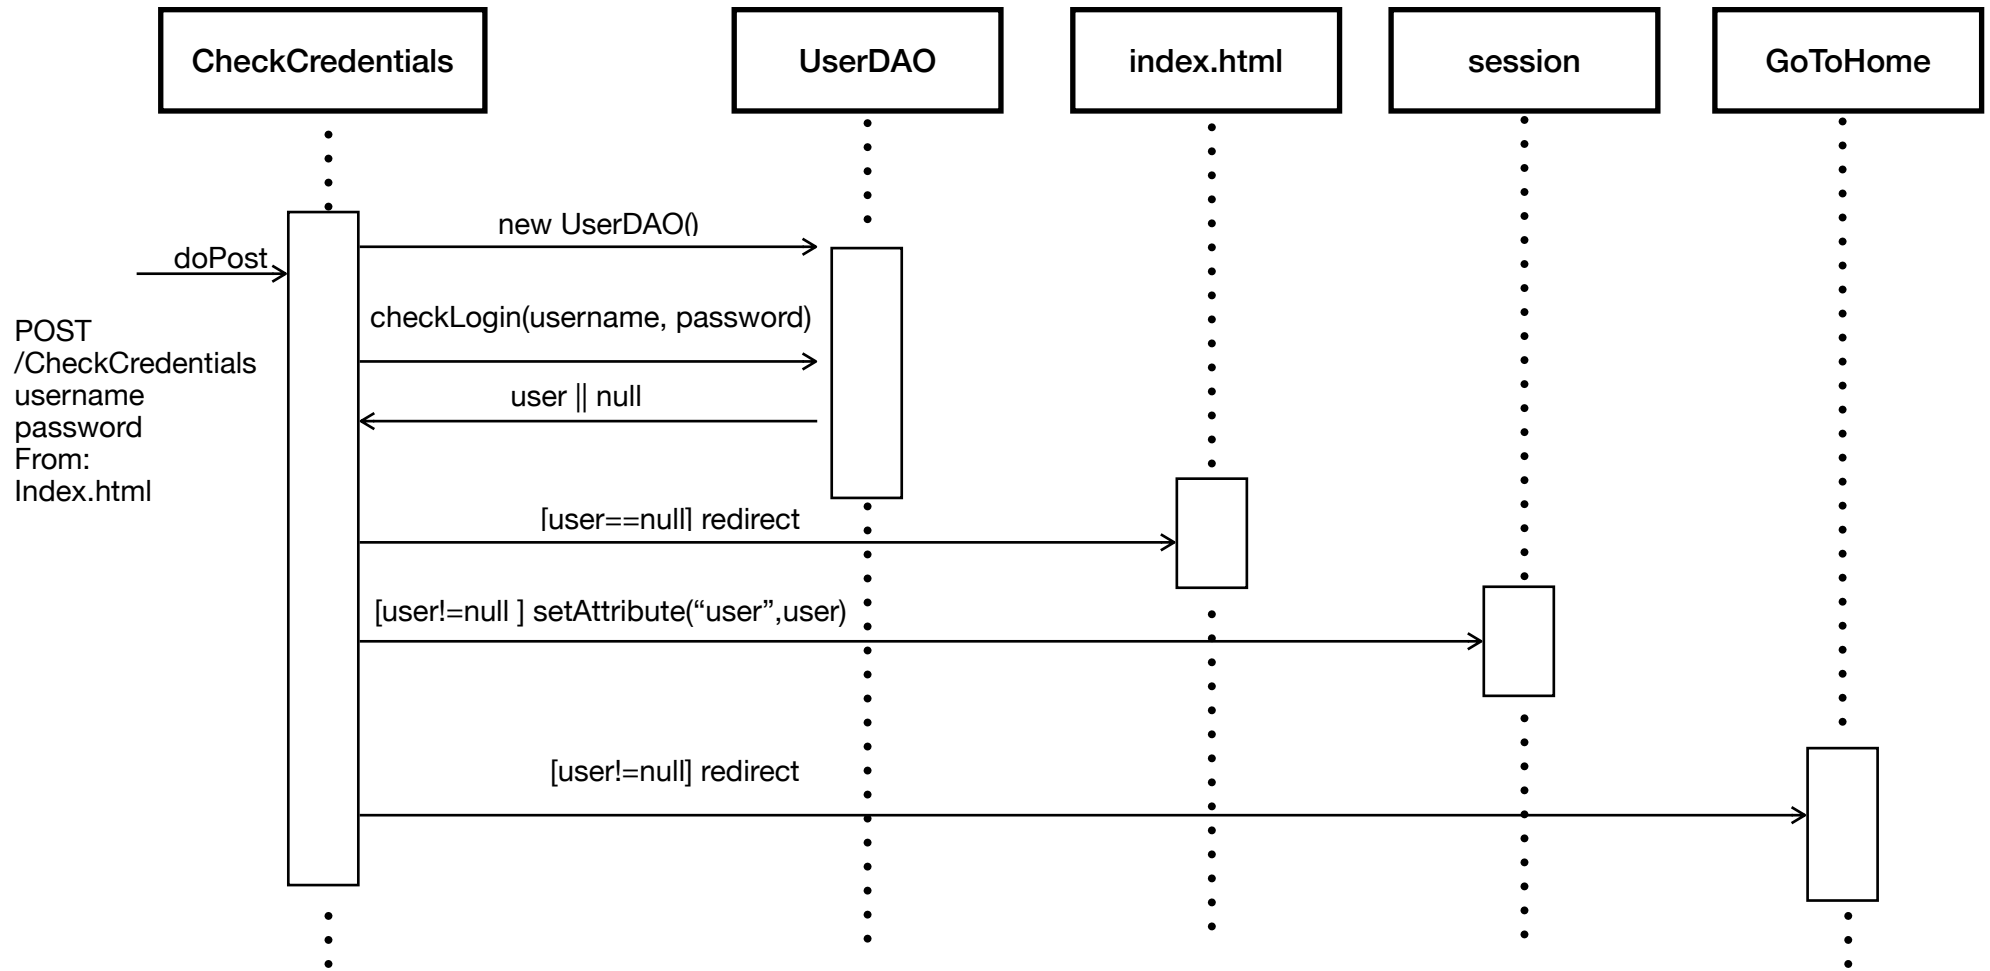 CheckCredentials
UserDAO
index.html
session
GoToHome
new UserDAO()
doPost
checkLogin(username, password)
POST
/CheckCredentials
username
password
From:
Index.html
user || null
[user==null] redirect
[user!=null ] setAttribute(“user”,user)
[user!=null] redirect